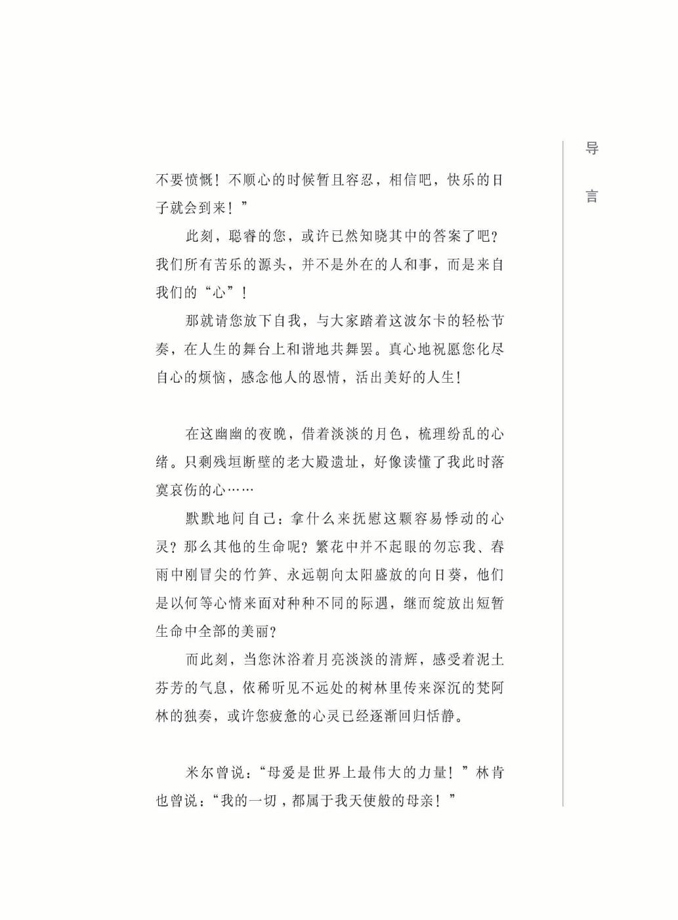 导言
不要愤慨！不顺心的时候暂且容忍，相信吧，快乐的日
子就会到来！”
此刻，聪睿的您，或许已然知晓其中的答案了吧？
我们所有苦乐的源头，并不是外在的人和事，而是来自
我们的“心”！
那就请您放下自我，与大家踏着这波尔卡的轻松节
奏，在人生的舞台上和谐地共舞罢。真心地祝愿您化尽
自心的烦恼，感念他人的恩情，活出美好的人生！
在这幽幽的夜晚，借着淡淡的月色，梳理纷乱的心
绪。只剩残垣断壁的老大殿遗址，好像读懂了我此时落
寞哀伤的心……
默默地问自己：拿什么来抚慰这颗容易悸动的心
灵？那么其他的生命呢？繁花中并不起眼的勿忘我、春
雨中刚冒尖的竹笋、永远朝向太阳盛放的向日葵，他们
是以何等心情来面对种种不同的际遇，继而绽放出短暂
生命中全部的美丽？
而此刻，当您沐浴着月亮淡淡的清辉，感受着泥土
芬芳的气息，依稀听见不远处的树林里传来深沉的梵阿
林的独奏，或许您疲惫的心灵已经逐渐回归恬静。
米尔曾说：“母爱是世界上最伟大的力量！”林肯
也曾说：“我的一切，都属于我天使般的母亲！”